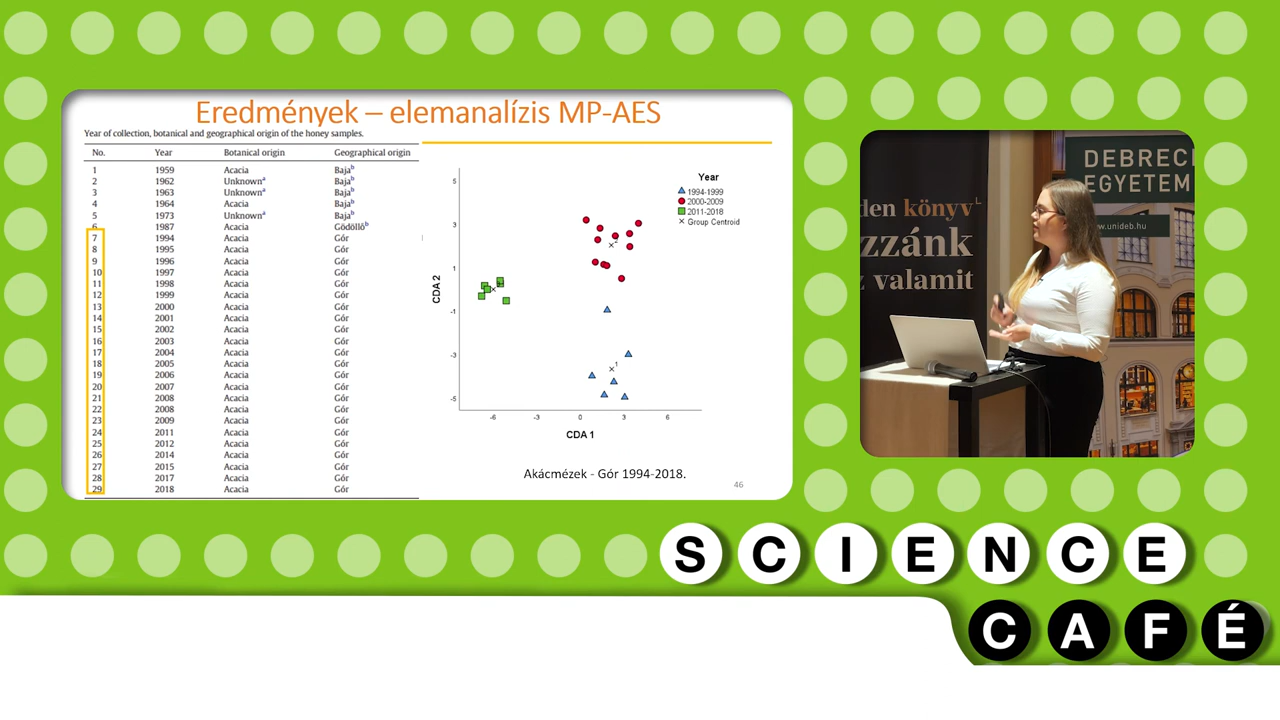 Eredmények – elemanalízis MP-AES
Year of collection, botanical and geographical origin of the honey samples.
No. Year Botanical origin Geographical origin
1 1959 Acacia Baja^b
2 1962 Unknown^a Baja^b
3 1963 Unknown^a Baja^b
4 1964 Acacia Baja^b
5 1973 Unknown^a Baja^b
6 1987 Acacia Gödöllő^b
7 1994 Acacia Gór
8 1995 Acacia Gór
9 1996 Acacia Gór
10 1997 Acacia Gór
11 1998 Acacia Gór
12 1999 Acacia Gór
13 2000 Acacia Gór
14 2001 Acacia Gór
15 2002 Acacia Gór
16 2003 Acacia Gór
17 2004 Acacia Gór
18 2005 Acacia Gór
19 2006 Acacia Gór
20 2007 Acacia Gór
21 2008 Acacia Gór
22 2008 Acacia Gór
23 2009 Acacia Gór
24 2011 Acacia Gór
25 2012 Acacia Gór
26 2014 Acacia Gór
27 2015 Acacia Gór
28 2017 Acacia Gór
29 2018 Acacia Gór
Year
1994-1999
2000-2009
2011-2018
Group Centroid
CDA 2
5
3
1
-1
-3
-5
-6 -3 0 3 6
CDA 1
Akácmézek - Gór 1994-2018.
46
den könyv
zzánk
valamit
DEBRECI
EGYETEM
w.unideb.hu
SCIENCE
CAFÉ